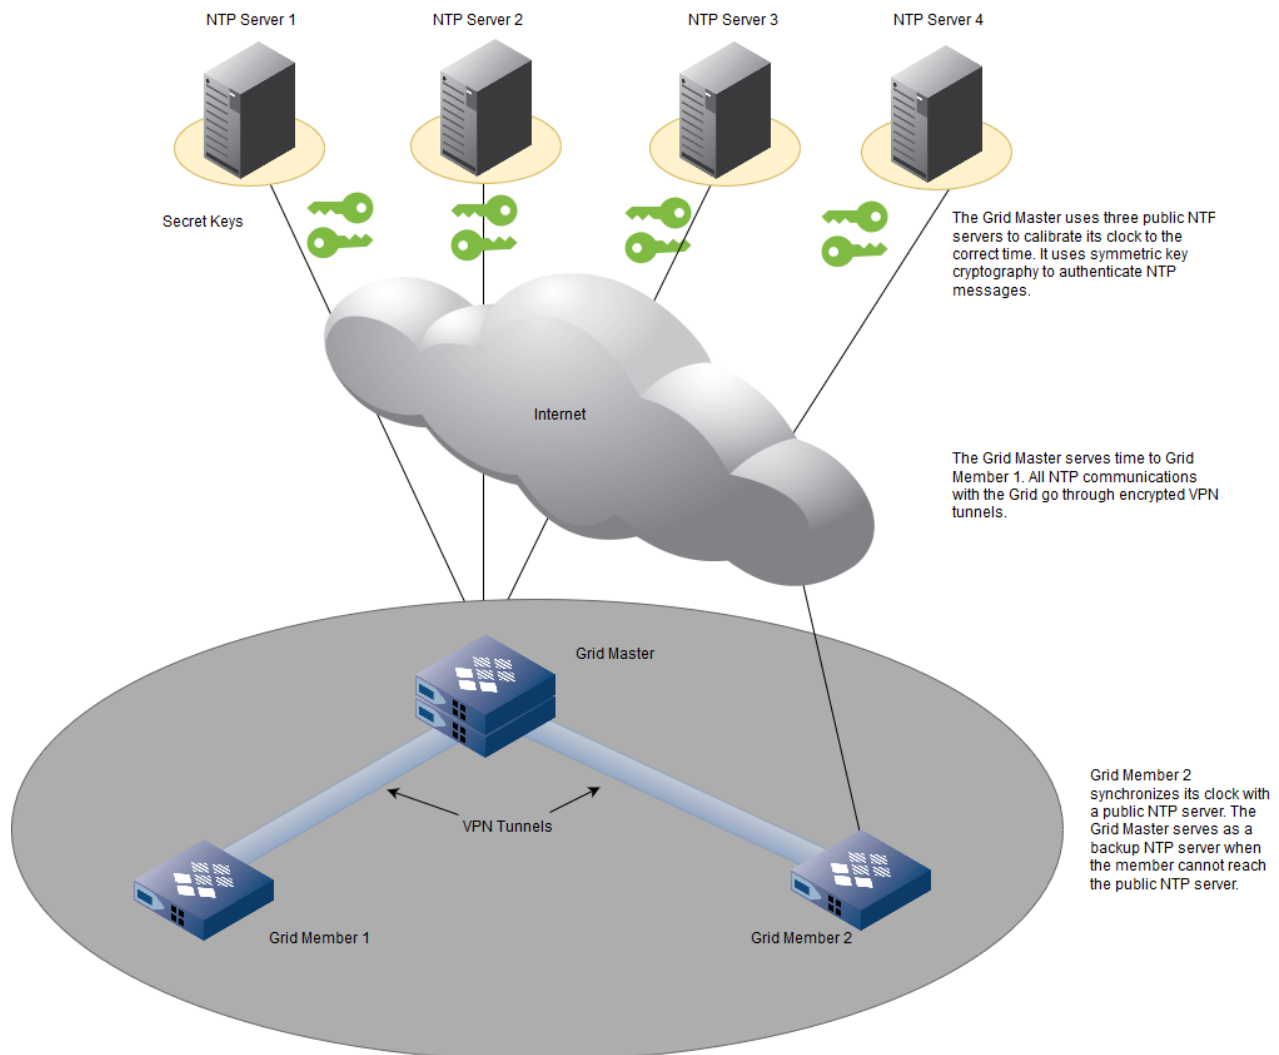 NTP Server 1
NTP Server 2
NTP Server 3
NTP Server 4
Secret Keys
The Grid Master uses three public NTF
servers to calibrate its clock to the
correct time. It uses symmetric key
cryptography to authenticate NTP
messages.
Internet
The Grid Master serves time to Grid
Member 1. All NTP communications
with the Grid go through encrypted VPN
tunnels.
Grid Master
VPN Tunnels
Grid Member 2
synchronizes its clock with
a public NTP server. The
Grid Master serves as a
backup NTP server when
the member cannot reach
the public NTP server.
Grid Member 1
Grid Member 2